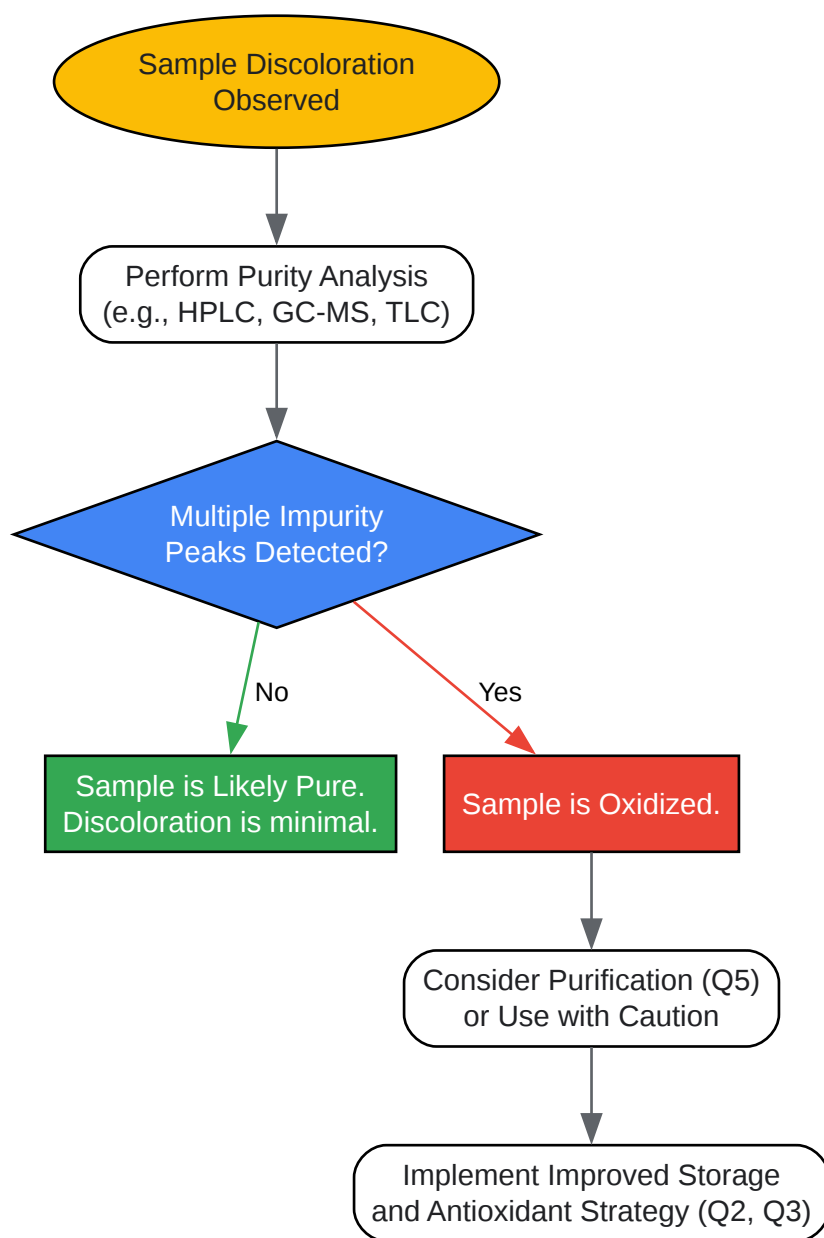 Sample Discoloration
Observed
Perform Purity Analysis
(e.g., HPLC, GC-MS, TLC)
Multiple Impurity
Peaks Detected?
No
Yes
Sample is Likely Pure.
Discoloration is minimal.
Sample is Oxidized.
Consider Purification (Q5)
or Use with Caution
Implement Improved Storage
and Antioxidant Strategy (Q2, Q3)